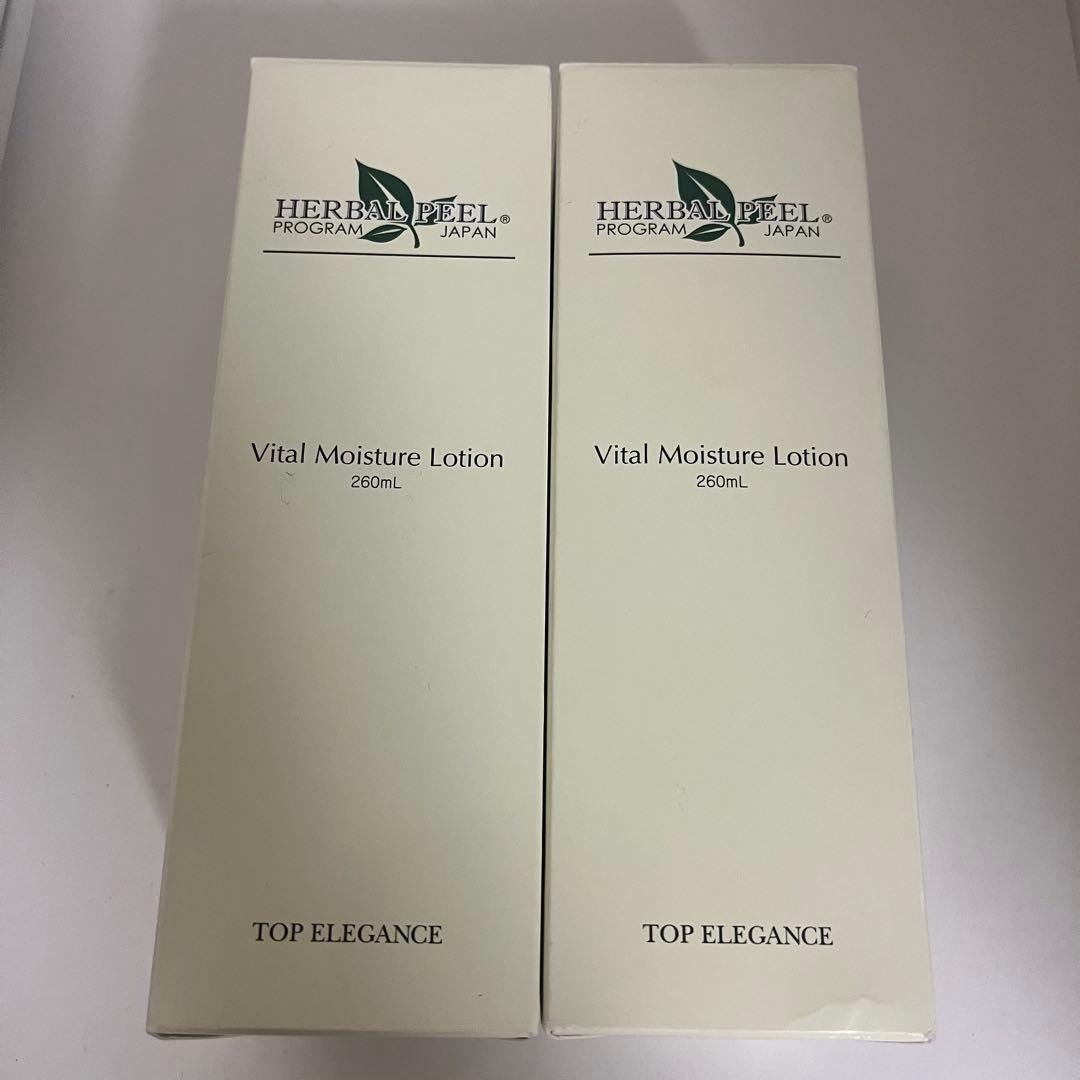 HERBAL PEEL®
PROGRAM JAPAN
Vital Moisture Lotion
260mL
TOP ELEGANCE
HERBAL PEEL®
PROGRAM JAPAN
Vital Moisture Lotion
260mL
TOP ELEGANCE